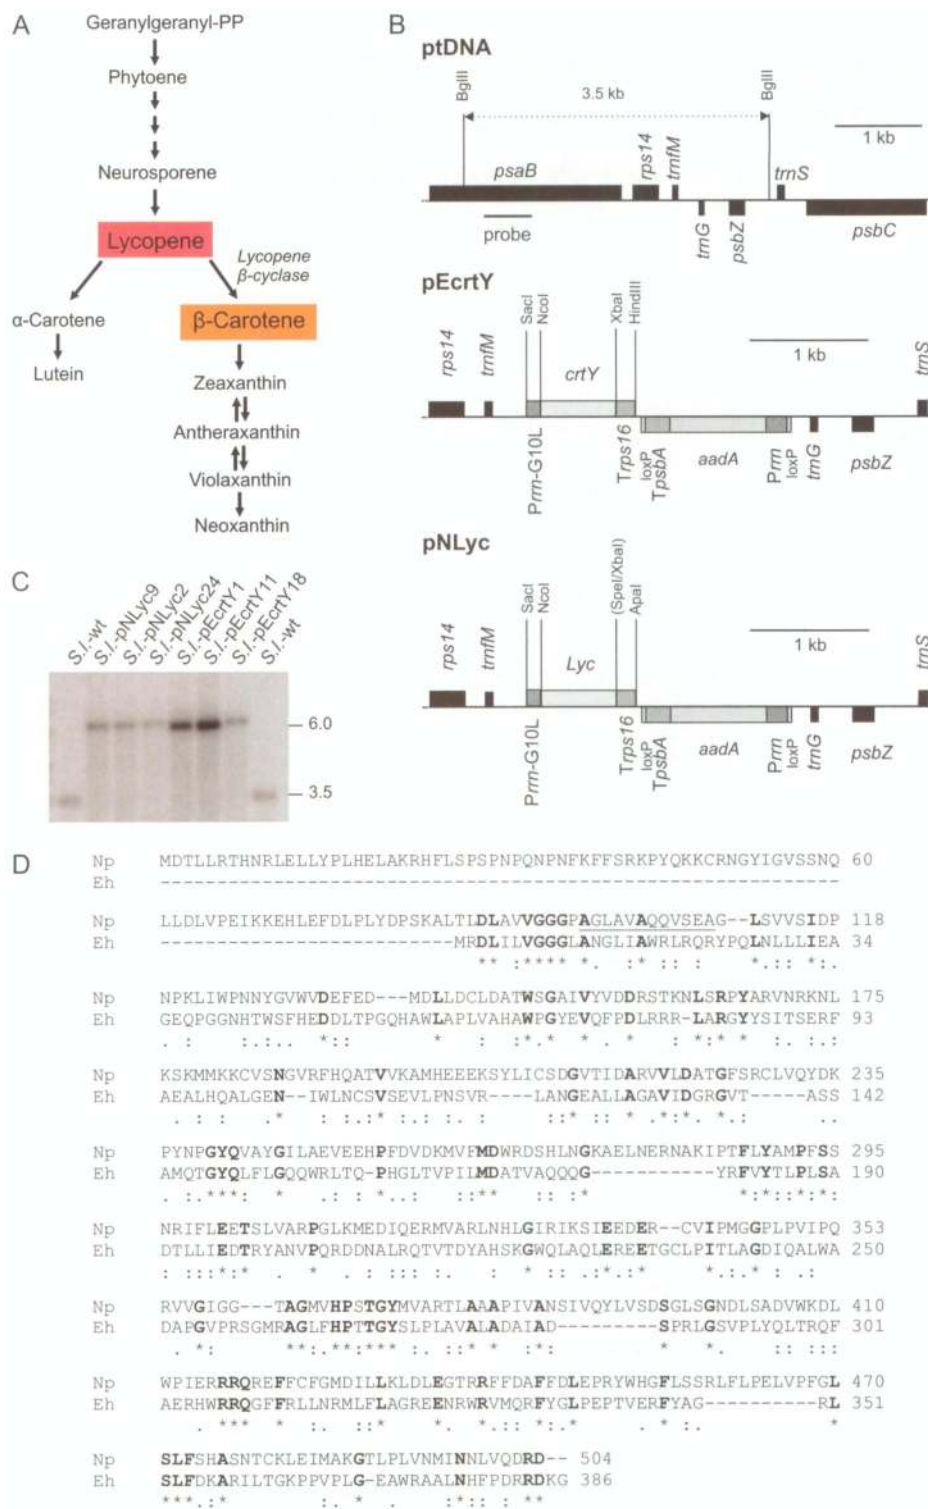 A
Geranylgeranyl-PP
Phytoene
Neurosporene
Lycopene
Lycopene
β-cyclase
α-Carotene
β-Carotene
Lutein
Zeaxanthin
Antheraxanthin
Violaxanthin
Neoxanthin
B
ptDNA
BglII
3.5 kb
BglII
1 kb
psaB
rps14
trnfM
trnS
probe
trnG
psbZ
psbC
pEcrtY
SacI
NcoI
XbaI
HindIII
1 kb
rps14
trnfM
crtY
trnS
Prrn-G10L
Trps16
loxP
TpsbA
aadA
Prrn
loxP
trnG
psbZ
pNLyc
SacI
NcoI
(SpeI/XbaI)
ApaI
1 kb
rps14
trnfM
Lyc
trnS
Prrn-G10L
Trps16
loxP
TpsbA
aadA
Prrn
loxP
trnG
psbZ
C
S.l.-wt
S.l.-pNLyc9
S.l.-pNLyc2
S.l.-pNLyc24
S.l.-pEcrtY1
S.l.-pEcrtY11
S.l.-pEcrtY18
S.l.-wt
6.0
3.5
D
Np MDTLLRTHNRLELLYPLHELAKRHFLSPSPNPQNPNFKFFSRKPYQKKCRNGYIGVSSNQ 60
Eh ------------------------------------------------------------
Np LLDLVPEIKKEHLEFDLPLYDPSKALTLDLAVVGGGPAGLAVAQQVSEAG--LSVVSIDP 118
Eh --------------------------MRDLILVGGGLANGLIAWRLRQRYPQLNLLLIEA 34
Np NPKLIWPNNYGVWVDEFED---MDLLDCLDATWSGAIVYVDDRSTKNLSRPYARVNRKNL 175
Eh GEQPGGNHTWSFHEDDLTPGQHAWLAPLVAHAWPGYEVQFPDLRRR-LARGYYSITSERF 93
Np KSKMMKKCVSNGVRFHQATVVKAMHEEEKSYLICSDGVTIDARVVLDATGFSRCLVQYDK 235
Eh AEALHQALGEN--IWLNCSVSEVLPNSVR----LANGEALLAGAVIDGRGVT-----ASS 142
Np PYNPGYQVAYGILAEVEEHPFDVDKMVFMDWRDSHLNGKAELNERNAKIPTFLYAMPFSS 295
Eh AMQTGYQLFLGQQWRLTQ-PHGLTVPILMDATVAQQQG----------YRFVYTLPLSA 190
Np NRIFLEETSLVARPGLKMEDIQERMVARLNHLGIRIKSIEEDER--CVIPMGGPLPVIPQ 353
Eh DTLLIEDTRYANVPQRDDNALRQTVTDYAHSKGWQLAQLEREETGCLPITLAGDIQALWA 250
Np RVVGIGG---TAGMVHPSTGYMVARTLAAAPIVANSIVQYLVSDSGLSGNDLSADVWKDL 410
Eh DAPGVPRSGMRAGLFHPTTGYSLPLAVALADAIAD---------SPRLGSVPLYQLTRQF 301
Np WPIERRRQREFFCFGMDILLKLDLEGTRRFFDAFFDLEPRYWHGFLSSRLFLPELVPFGL 470
Eh AERHWRRQGFFRLLNRMLFLAGREENRWRVMQRFYGLPEPTVERFYAG---------RL 351
Np SLFSHASNTCKLEIMAKGTLPLVNMINNLVQDRD-- 504
Eh SLFDKARILTGKPPVPLG-EAWRAALNHFPDRRDKG 386